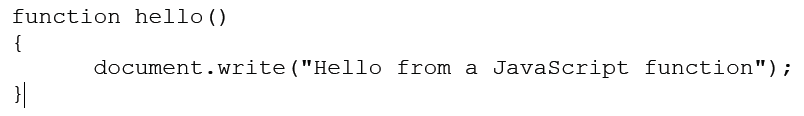 function hello()
{
document.write("Hello from a JavaScript function");
}